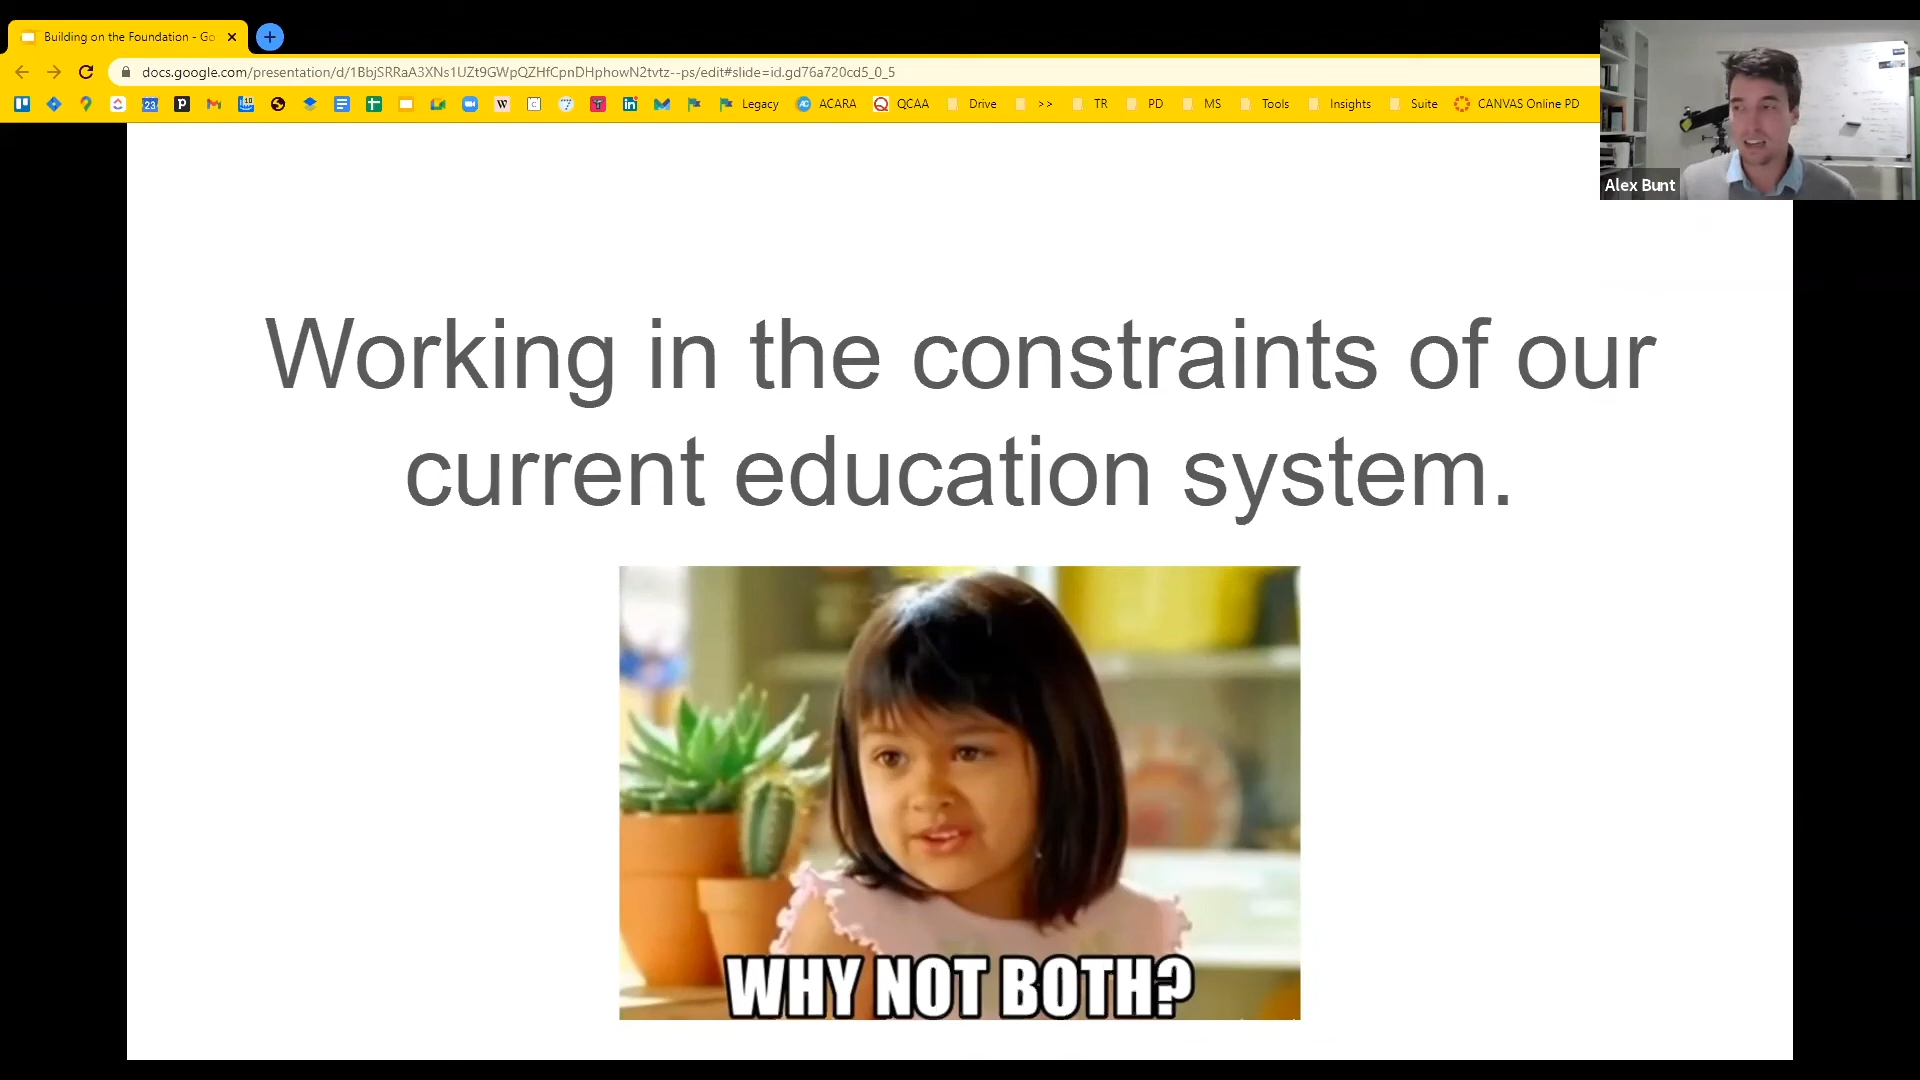 Building on the Foundation - Go
docs.google.com/presentation/d/1BbjSRRaA3XNs1UZt9GWpQZHfCpnDHphowN2tvtz--ps/edit#slide=id.gd76a720cd5_0_5
Legacy ACARA QCAA Drive >> TR PD MS Tools Insights Suite CANVAS Online PD
Alex Bunt
Working in the constraints of our
current education system.
WHY NOT BOTH?